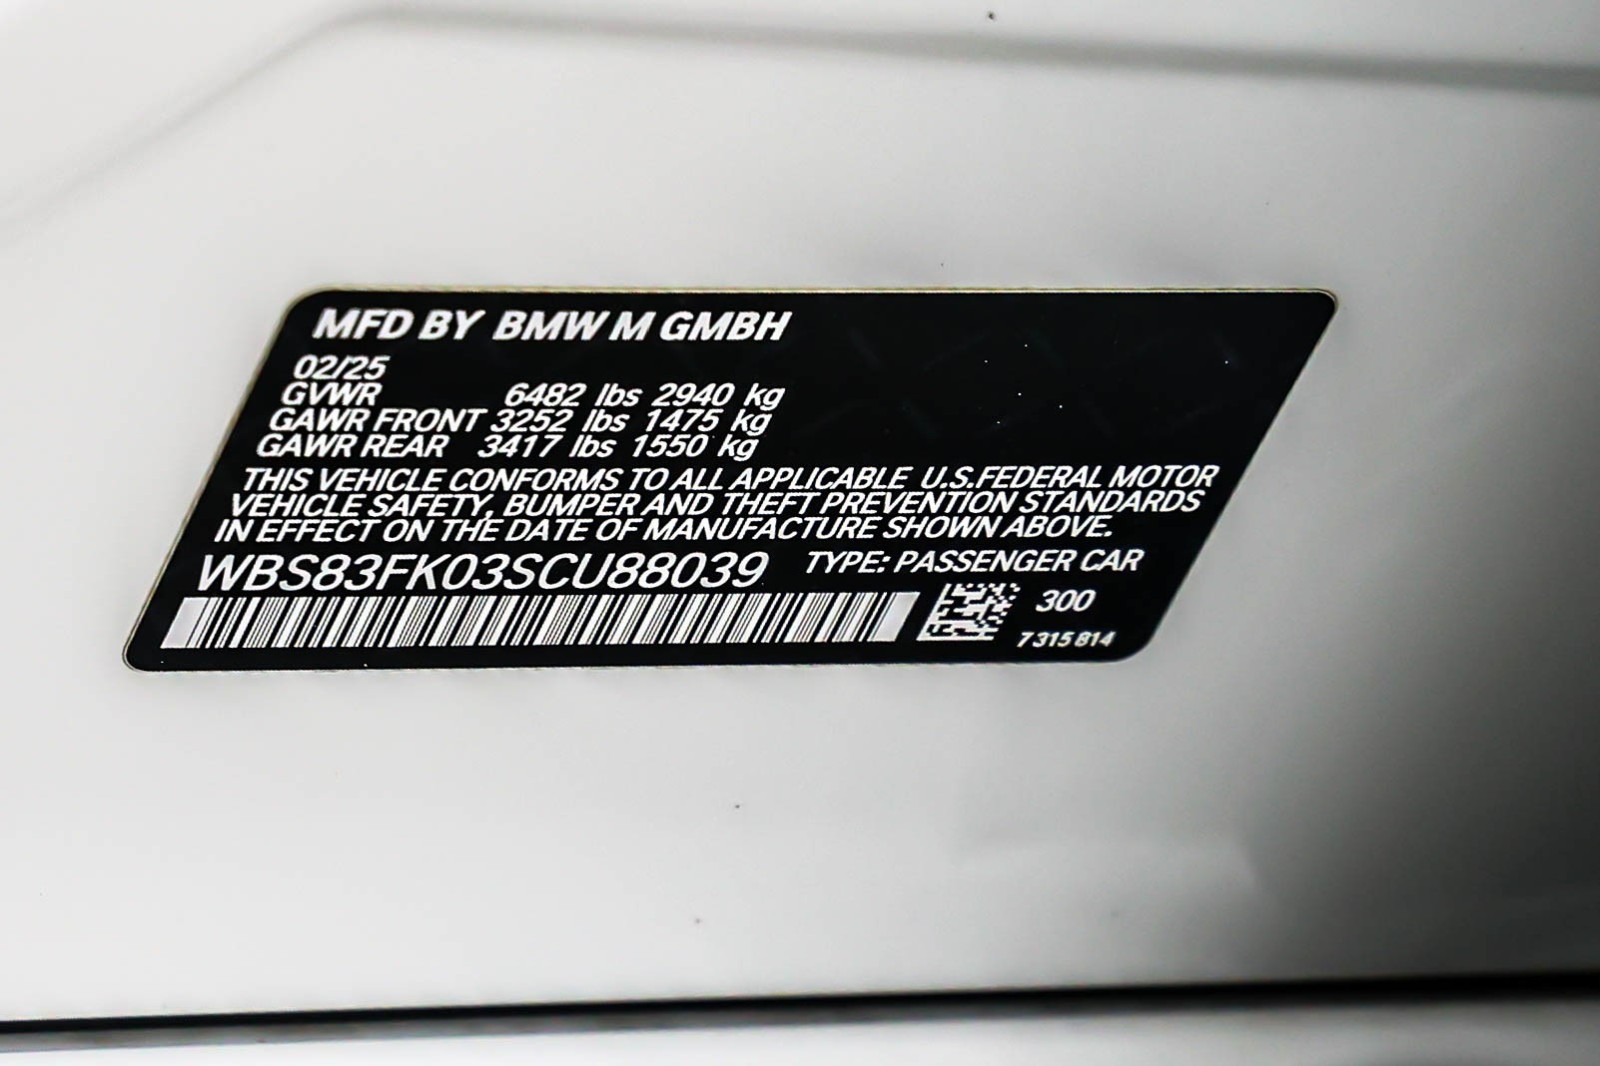 MFD BY BMW M GMBH
02/25
GVWR 6482 lbs 2940 kg
GAWR FRONT 3252 lbs 1475 kg
GAWR REAR 3417 lbs 1550 kg
THIS VEHICLE CONFORMS TO ALL APPLICABLE U.S.FEDERAL MOTOR
VEHICLE SAFETY, BUMPER AND THEFT PREVENTION STANDARDS
IN EFFECT ON THE DATE OF MANUFACTURE SHOWN ABOVE.
WBS83FK03SCU88039 TYPE: PASSENGER CAR
300
7 315 814